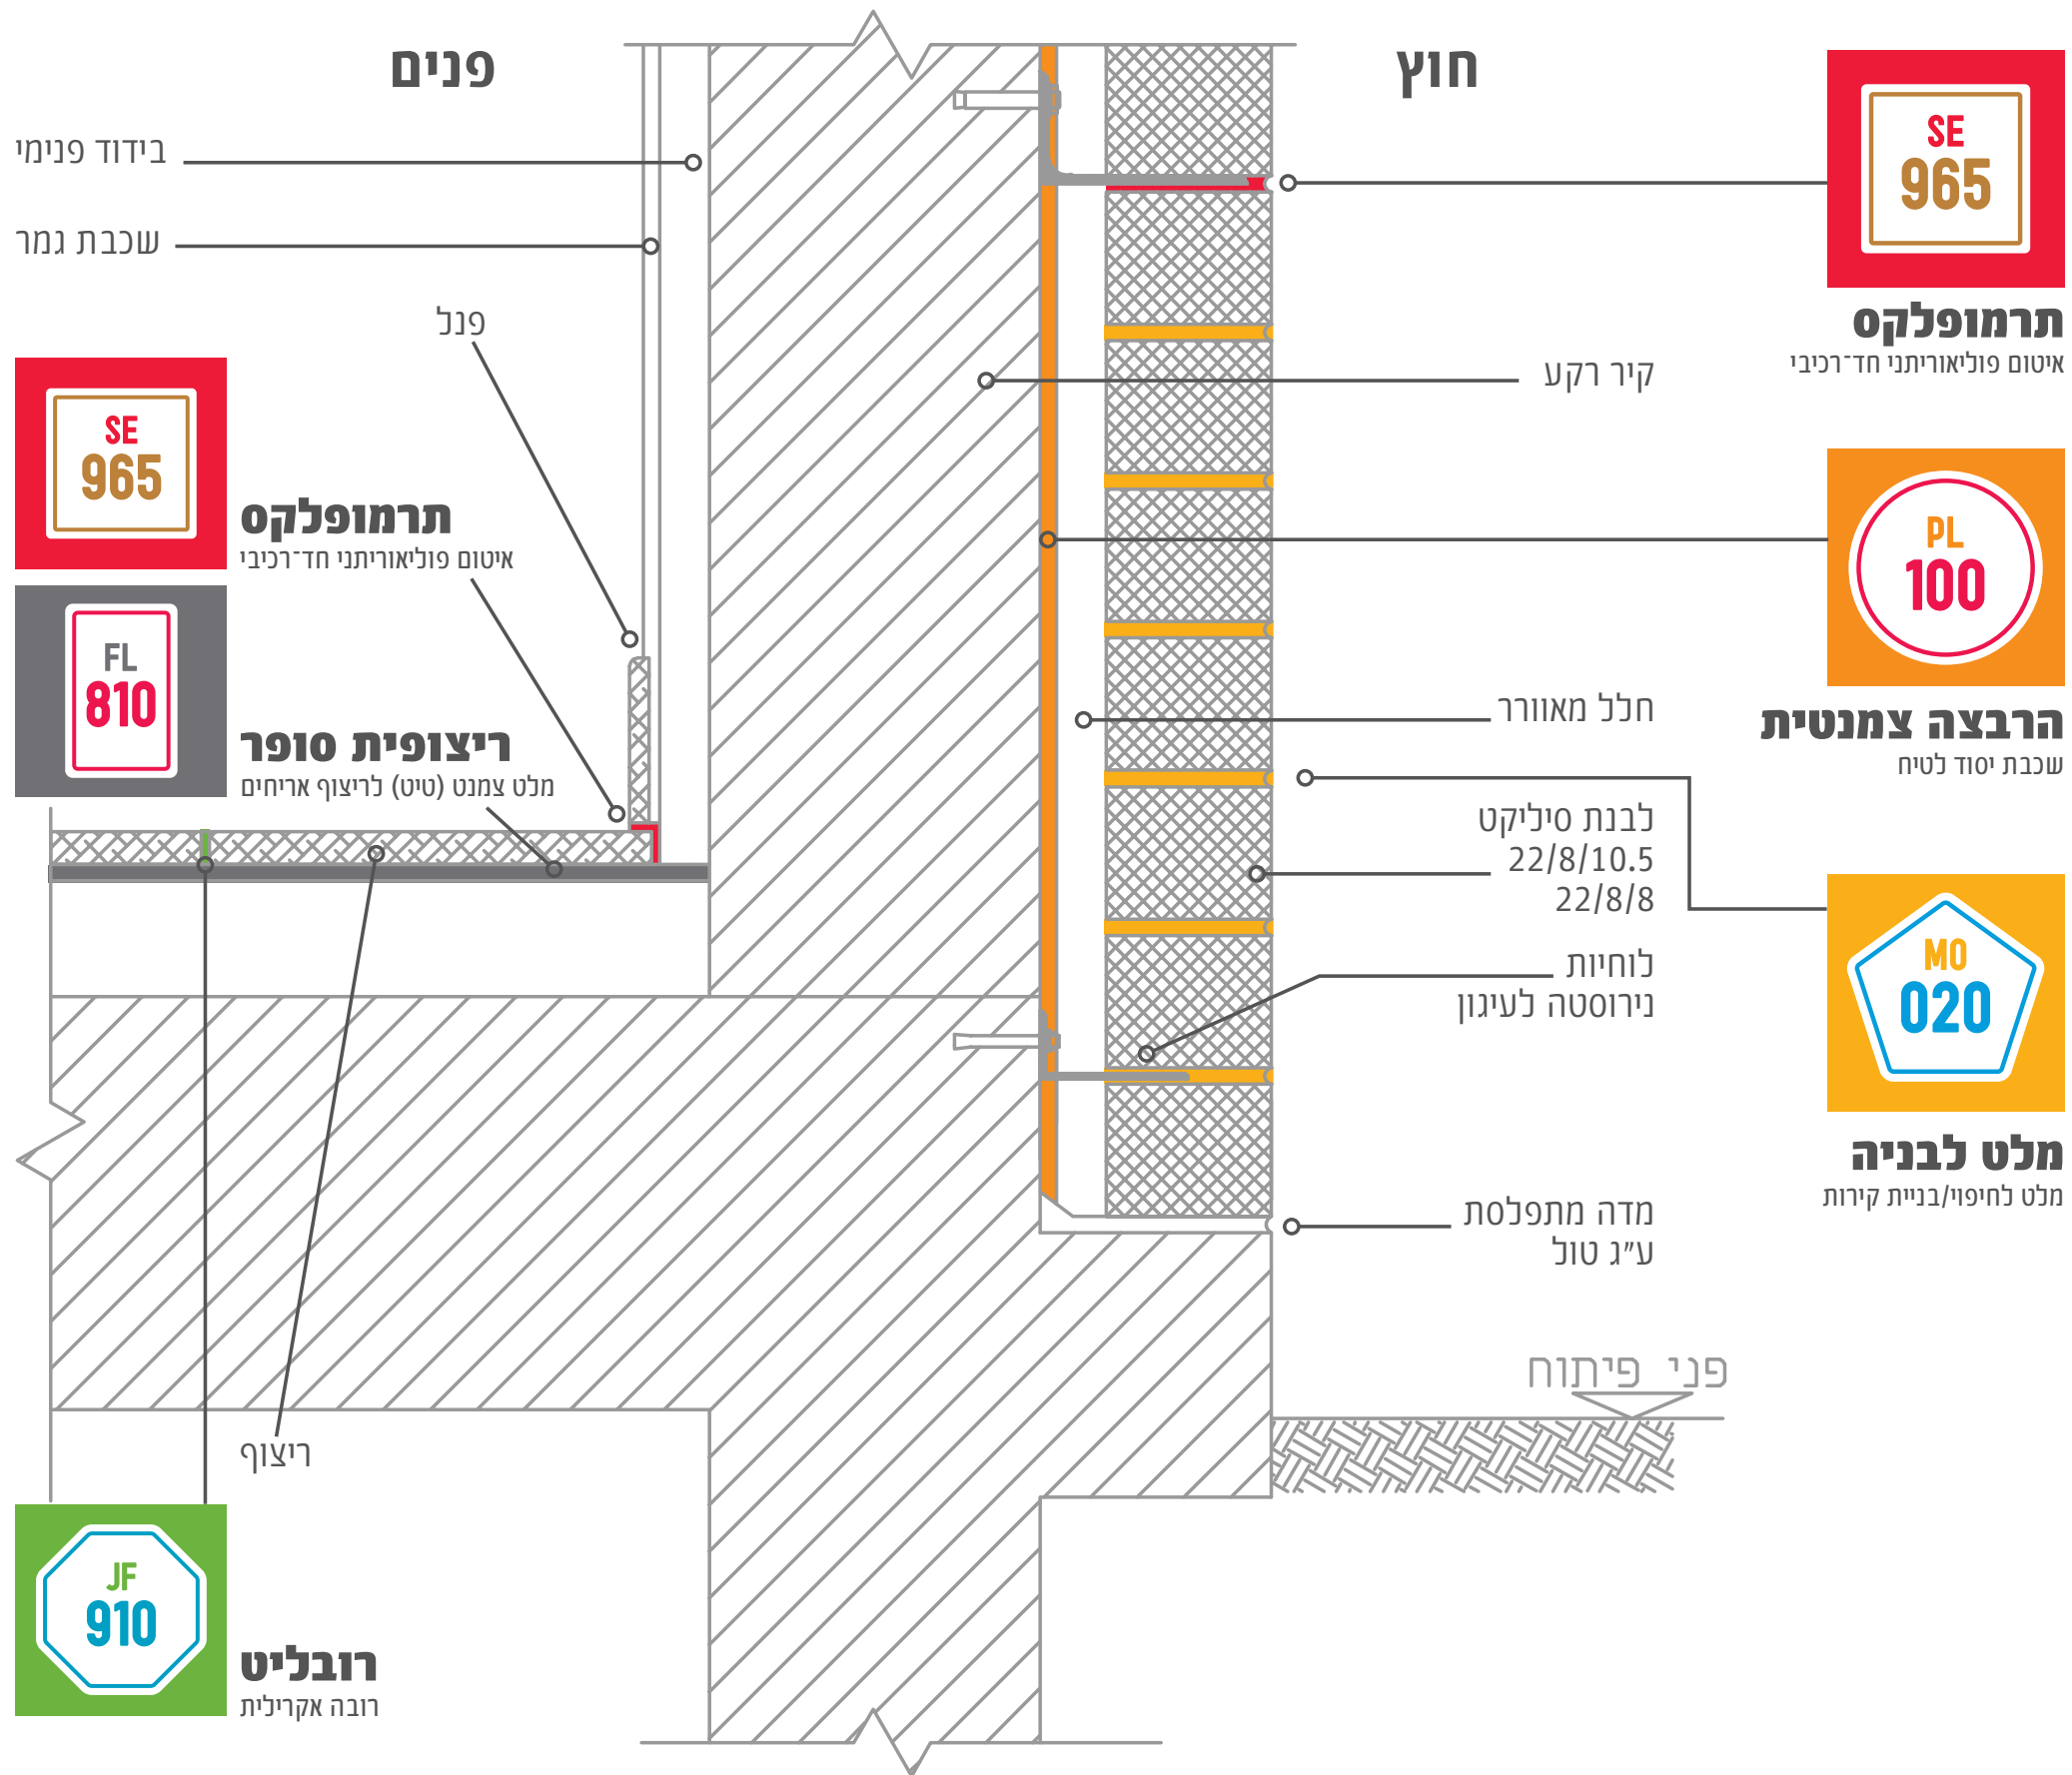 חוץ
פנים
SE
965
תרמופלקס
איטום פוליאוריתני חד־רכיבי
קיר רקע
PL
100
הרבצה צמנטית
שכבת יסוד לטיח
חלל מאוורר
לבנת סיליקט
22/8/10.5
22/8/8
MO
020
מלט לבניה
מלט לחיפוי/בניית קירות
לוחיות
נירוסטה לעיגון
מדה מתפלסת
ע"ג טול
פני פיתוח
בידוד פנימי
שכבת גמר
פנל
SE
965
תרמופלקס
איטום פוליאוריתני חד־רכיבי
FL
810
ריצופית סופר
מלט צמנט (טיט) לריצוף אריחים
ריצוף
JF
910
רובליט
רובה אקרילית